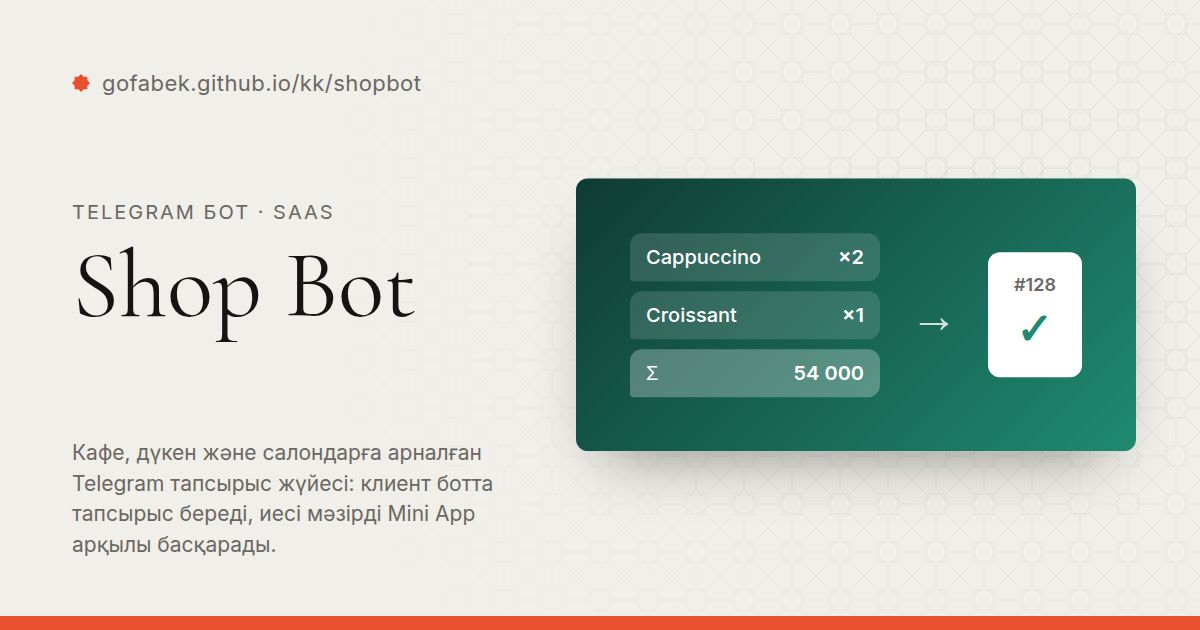 gofabek.github.io/kk/shopbot
TELEGRAM БОТ · SAAS
Shop Bot
Кафе, дүкен және салондарға арналған
Telegram тапсырыс жүйесі: клиент ботта
тапсырыс береді, иесі мәзірді Mini App
арқылы басқарады.
Cappuccino ×2
Croissant ×1
Σ 54 000
→
#128
✓